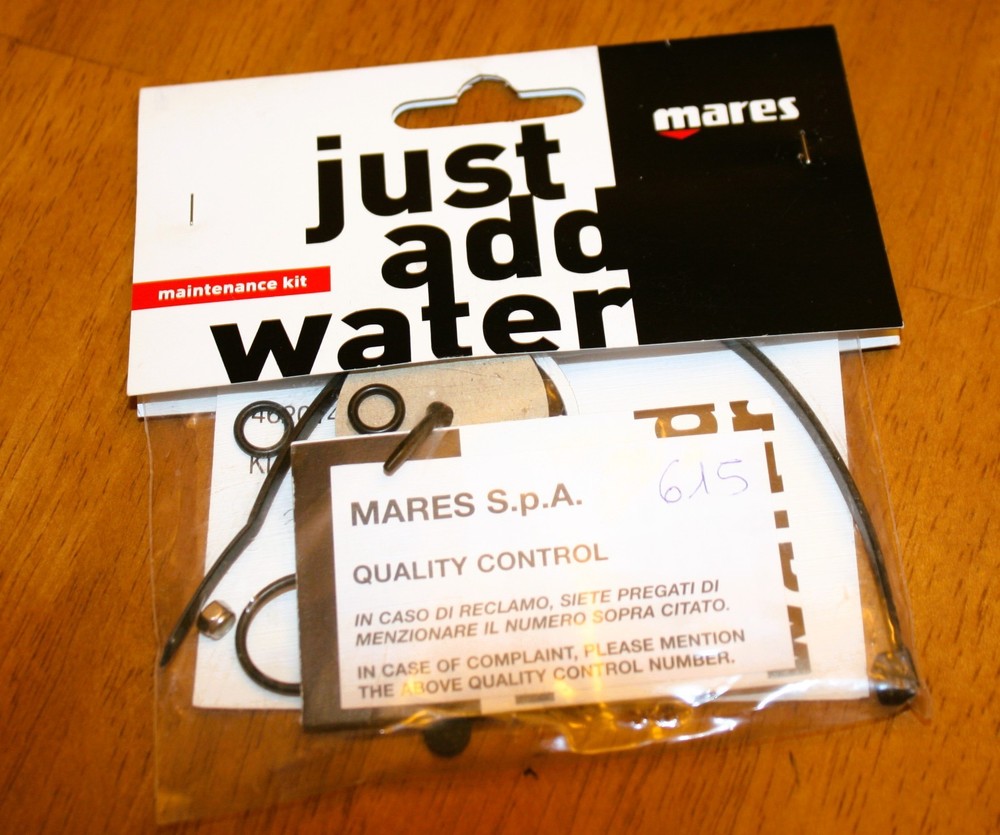 mares
just
add
water
maintenance kit
615
MARES S.p.A.
QUALITY CONTROL
IN CASO DI RECLAMO, SIETE PREGATI DI
MENZIONARE IL NUMERO SOPRA CITATO.
IN CASE OF COMPLAINT, PLEASE MENTION
THE ABOVE QUALITY CONTROL NUMBER.